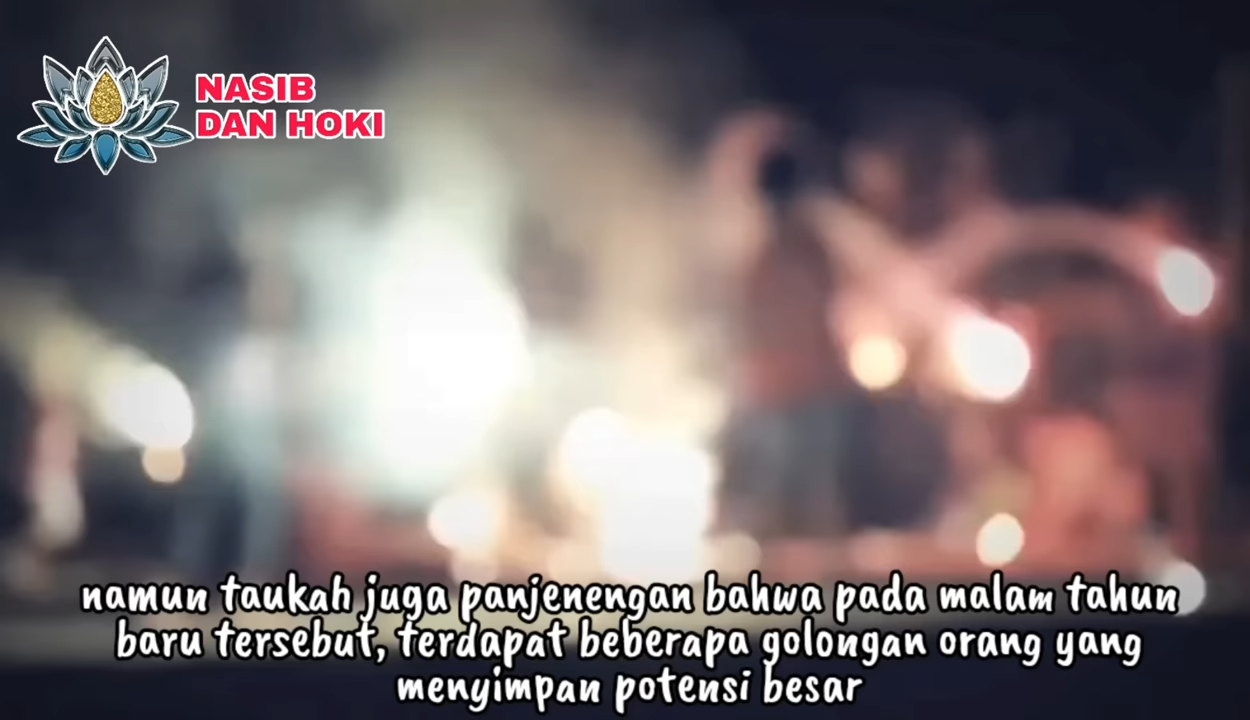 NASIB
DAN HOKI
namun taukah juga panjenengan bahwa pada malam tahun
baru tersebut, terdapat beberapa golongan orang yang
menyimpan potensi besar